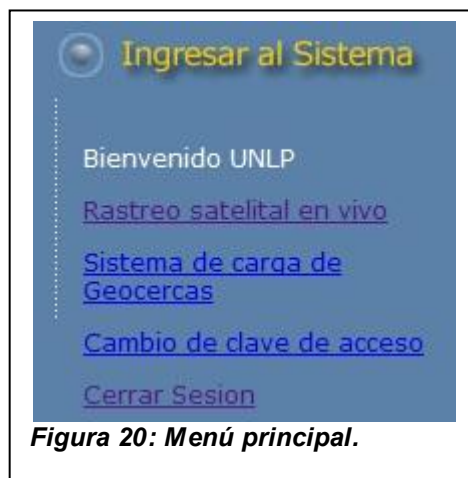 Ingresar al Sistema
Bienvenido UNLP
Rastreo satelital en vivo
Sistema de carga de
Geocercas
Cambio de clave de acceso
Cerrar Sesion
Figura 20: Menú principal.